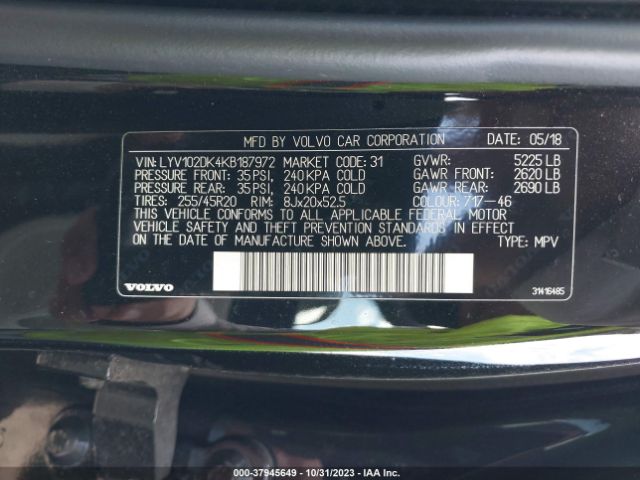 MFD BY VOLVO CAR CORPORATION DATE: 05/18
VIN: LYV102DK4KB187972 MARKET CODE: 31 GVWR: 5225 LB
PRESSURE FRONT: 35 PSI, 240 KPA COLD GAWR FRONT: 2620 LB
PRESSURE REAR: 35 PSI, 240 KPA COLD GAWR REAR: 2690 LB
TIRES: 255/45R20 RIM: 8Jx20x52.5 COLOUR: 717-46
THIS VEHICLE CONFORMS TO ALL APPLICABLE FEDERAL MOTOR
VEHICLE SAFETY AND THEFT PREVENTION STANDARDS IN EFFECT
ON THE DATE OF MANUFACTURE SHOWN ABOVE. TYPE: MPV
VOLVO 31416485
000-37945649 - 10/31/2023 - IAA Inc.